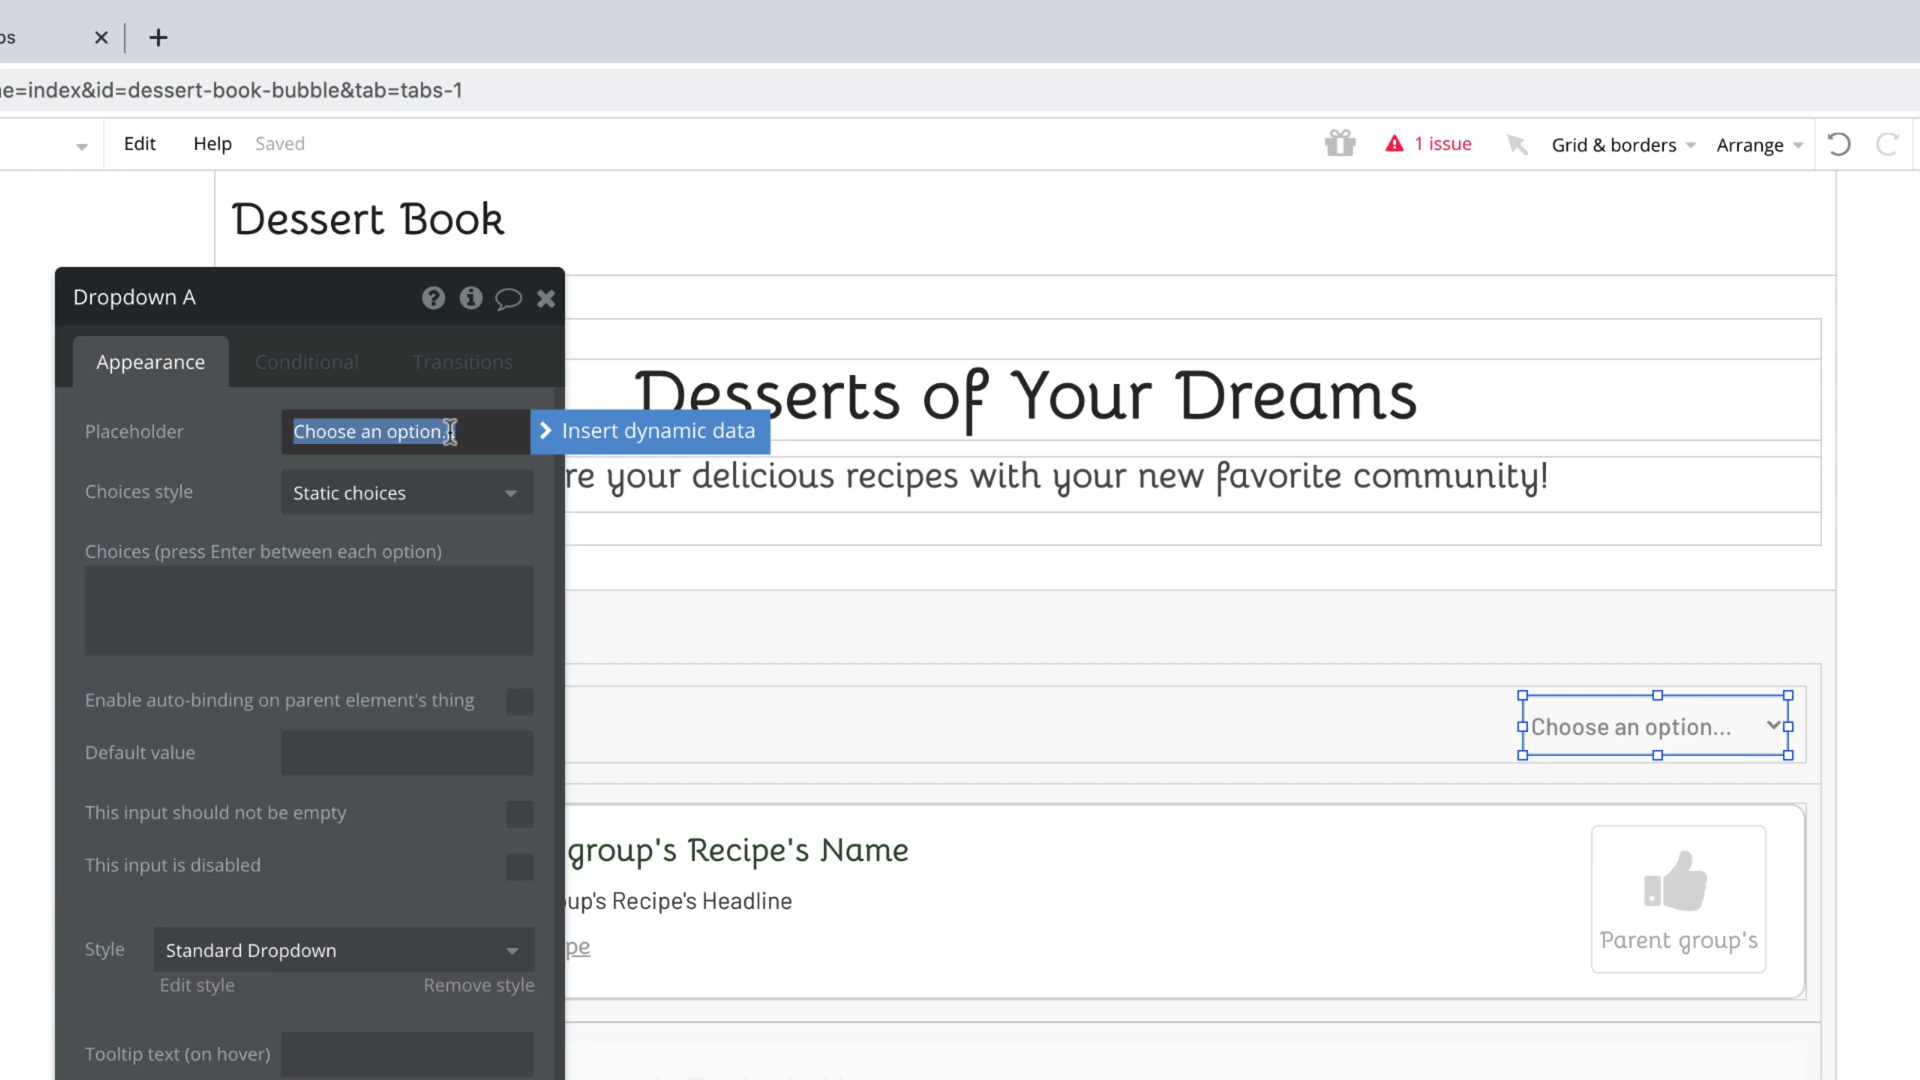 ps
e=index&id=dessert-book-bubble&tab=tabs-1
Edit Help Saved 1 issue Grid & borders Arrange
Dessert Book
Dropdown A
Appearance Conditional Transitions
Desserts of Your Dreams
Placeholder Choose an option... Insert dynamic data
re your delicious recipes with your new favorite community!
Choices style Static choices
Choices (press Enter between each option)
Enable auto-binding on parent element's thing
Choose an option...
Default value
This input should not be empty
This input is disabled
group's Recipe's Name
up's Recipe's Headline
pe
Parent group's
Style Standard Dropdown
Edit style Remove style
Tooltip text (on hover)